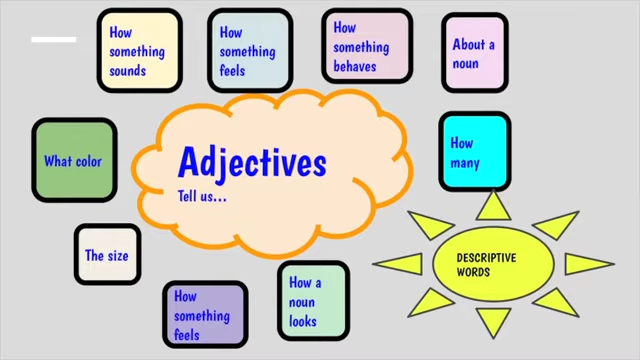 How
something
sounds
How
something
feels
How
something
behaves
About a
noun
What color
Adjectives
Tell us...
How
many
The size
How
something
feels
How a
noun
looks
DESCRIPTIVE
WORDS